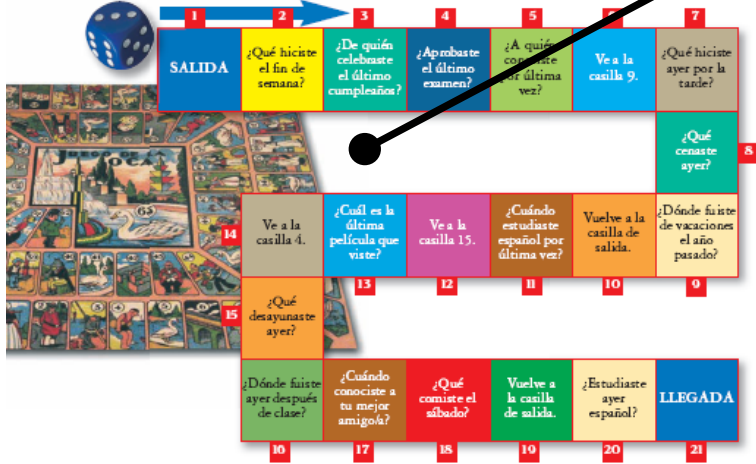 1
2
3
4
5
7
SALIDA
¿Qué hiciste
el fin de
semana?
¿De quién
celebraste
el último
cumpleaños?
¿Aprobaste
el último
examen?
¿A quién
por última
vez?
Ve a la
casilla 9.
¿Qué hiciste
ayer por la
tarde?
8
¿Qué
cenaste
ayer?
9
¿Dónde fuiste
de vacaciones
el año
pasado?
10
Vuelve a la
casilla de
salida.
11
¿Cuándo
estudiaste
español por
última vez?
12
Ve a la
casilla 15.
13
¿Cuál es la
última
película que
viste?
14
Ve a la
casilla 4.
15
¿Qué
desayunaste
ayer?
16
¿Dónde fuiste
ayer después
de clase?
17
¿Cuándo
conociste a
tu mejor
amigo/a?
18
¿Qué
comiste el
sábado?
19
Vuelve a
la casilla
de salida.
20
¿Estudiaste
ayer
español?
21
LLEGADA
JUEGO DE LA
OCA
63